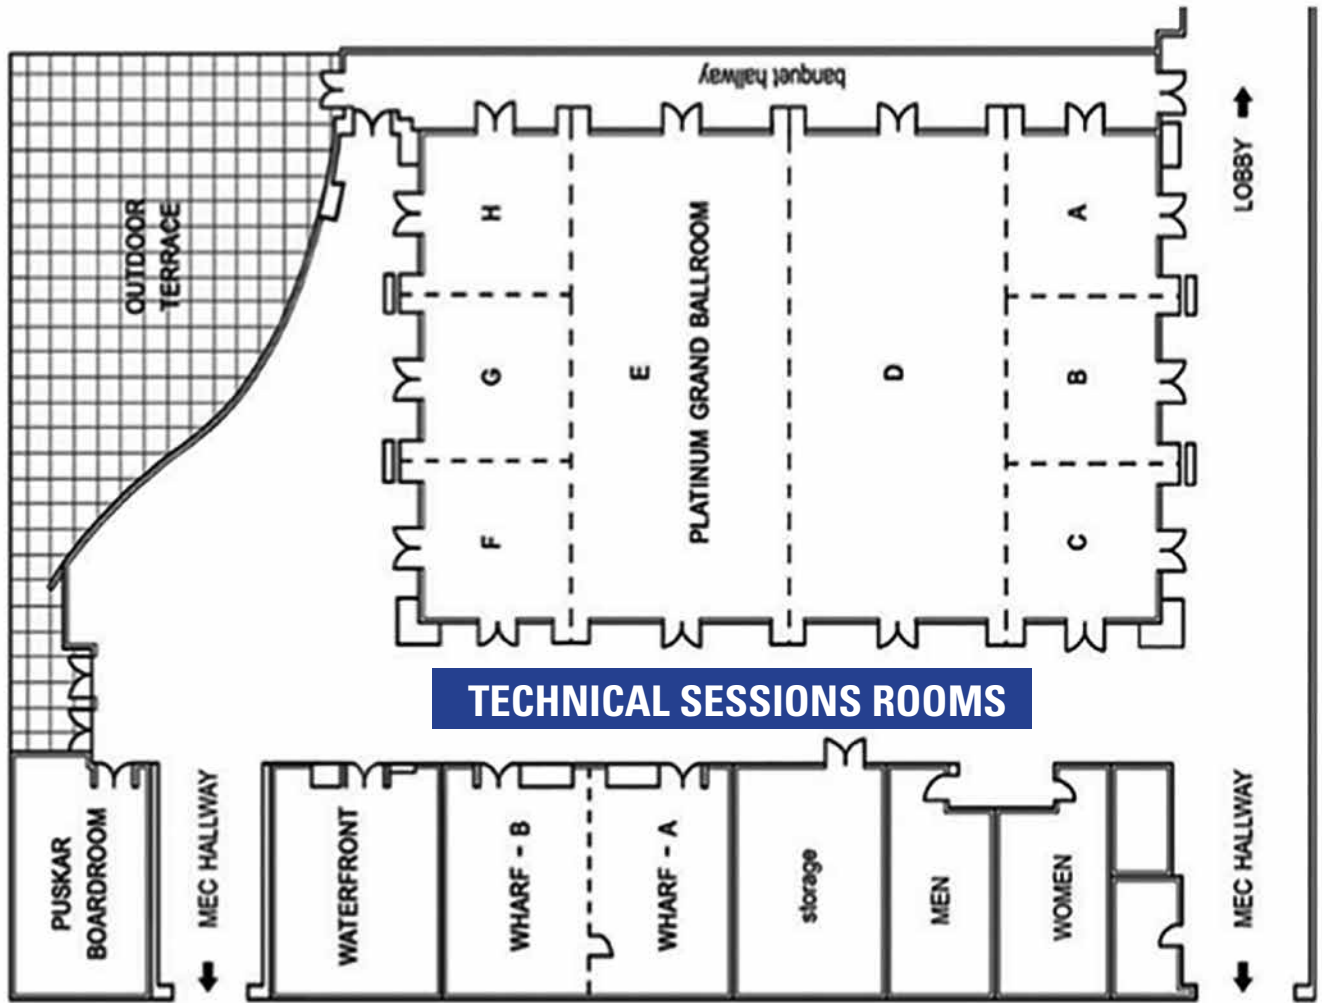 banquet hallway
LOBBY
OUTDOOR
TERRACE
H
A
G
E
PLATINUM GRAND BALLROOM
D
B
F
C
TECHNICAL SESSIONS ROOMS
PUSKAR
BOARDROOM
MEC HALLWAY
WATERFRONT
WHARF - B
WHARF - A
storage
MEN
WOMEN
MEC HALLWAY